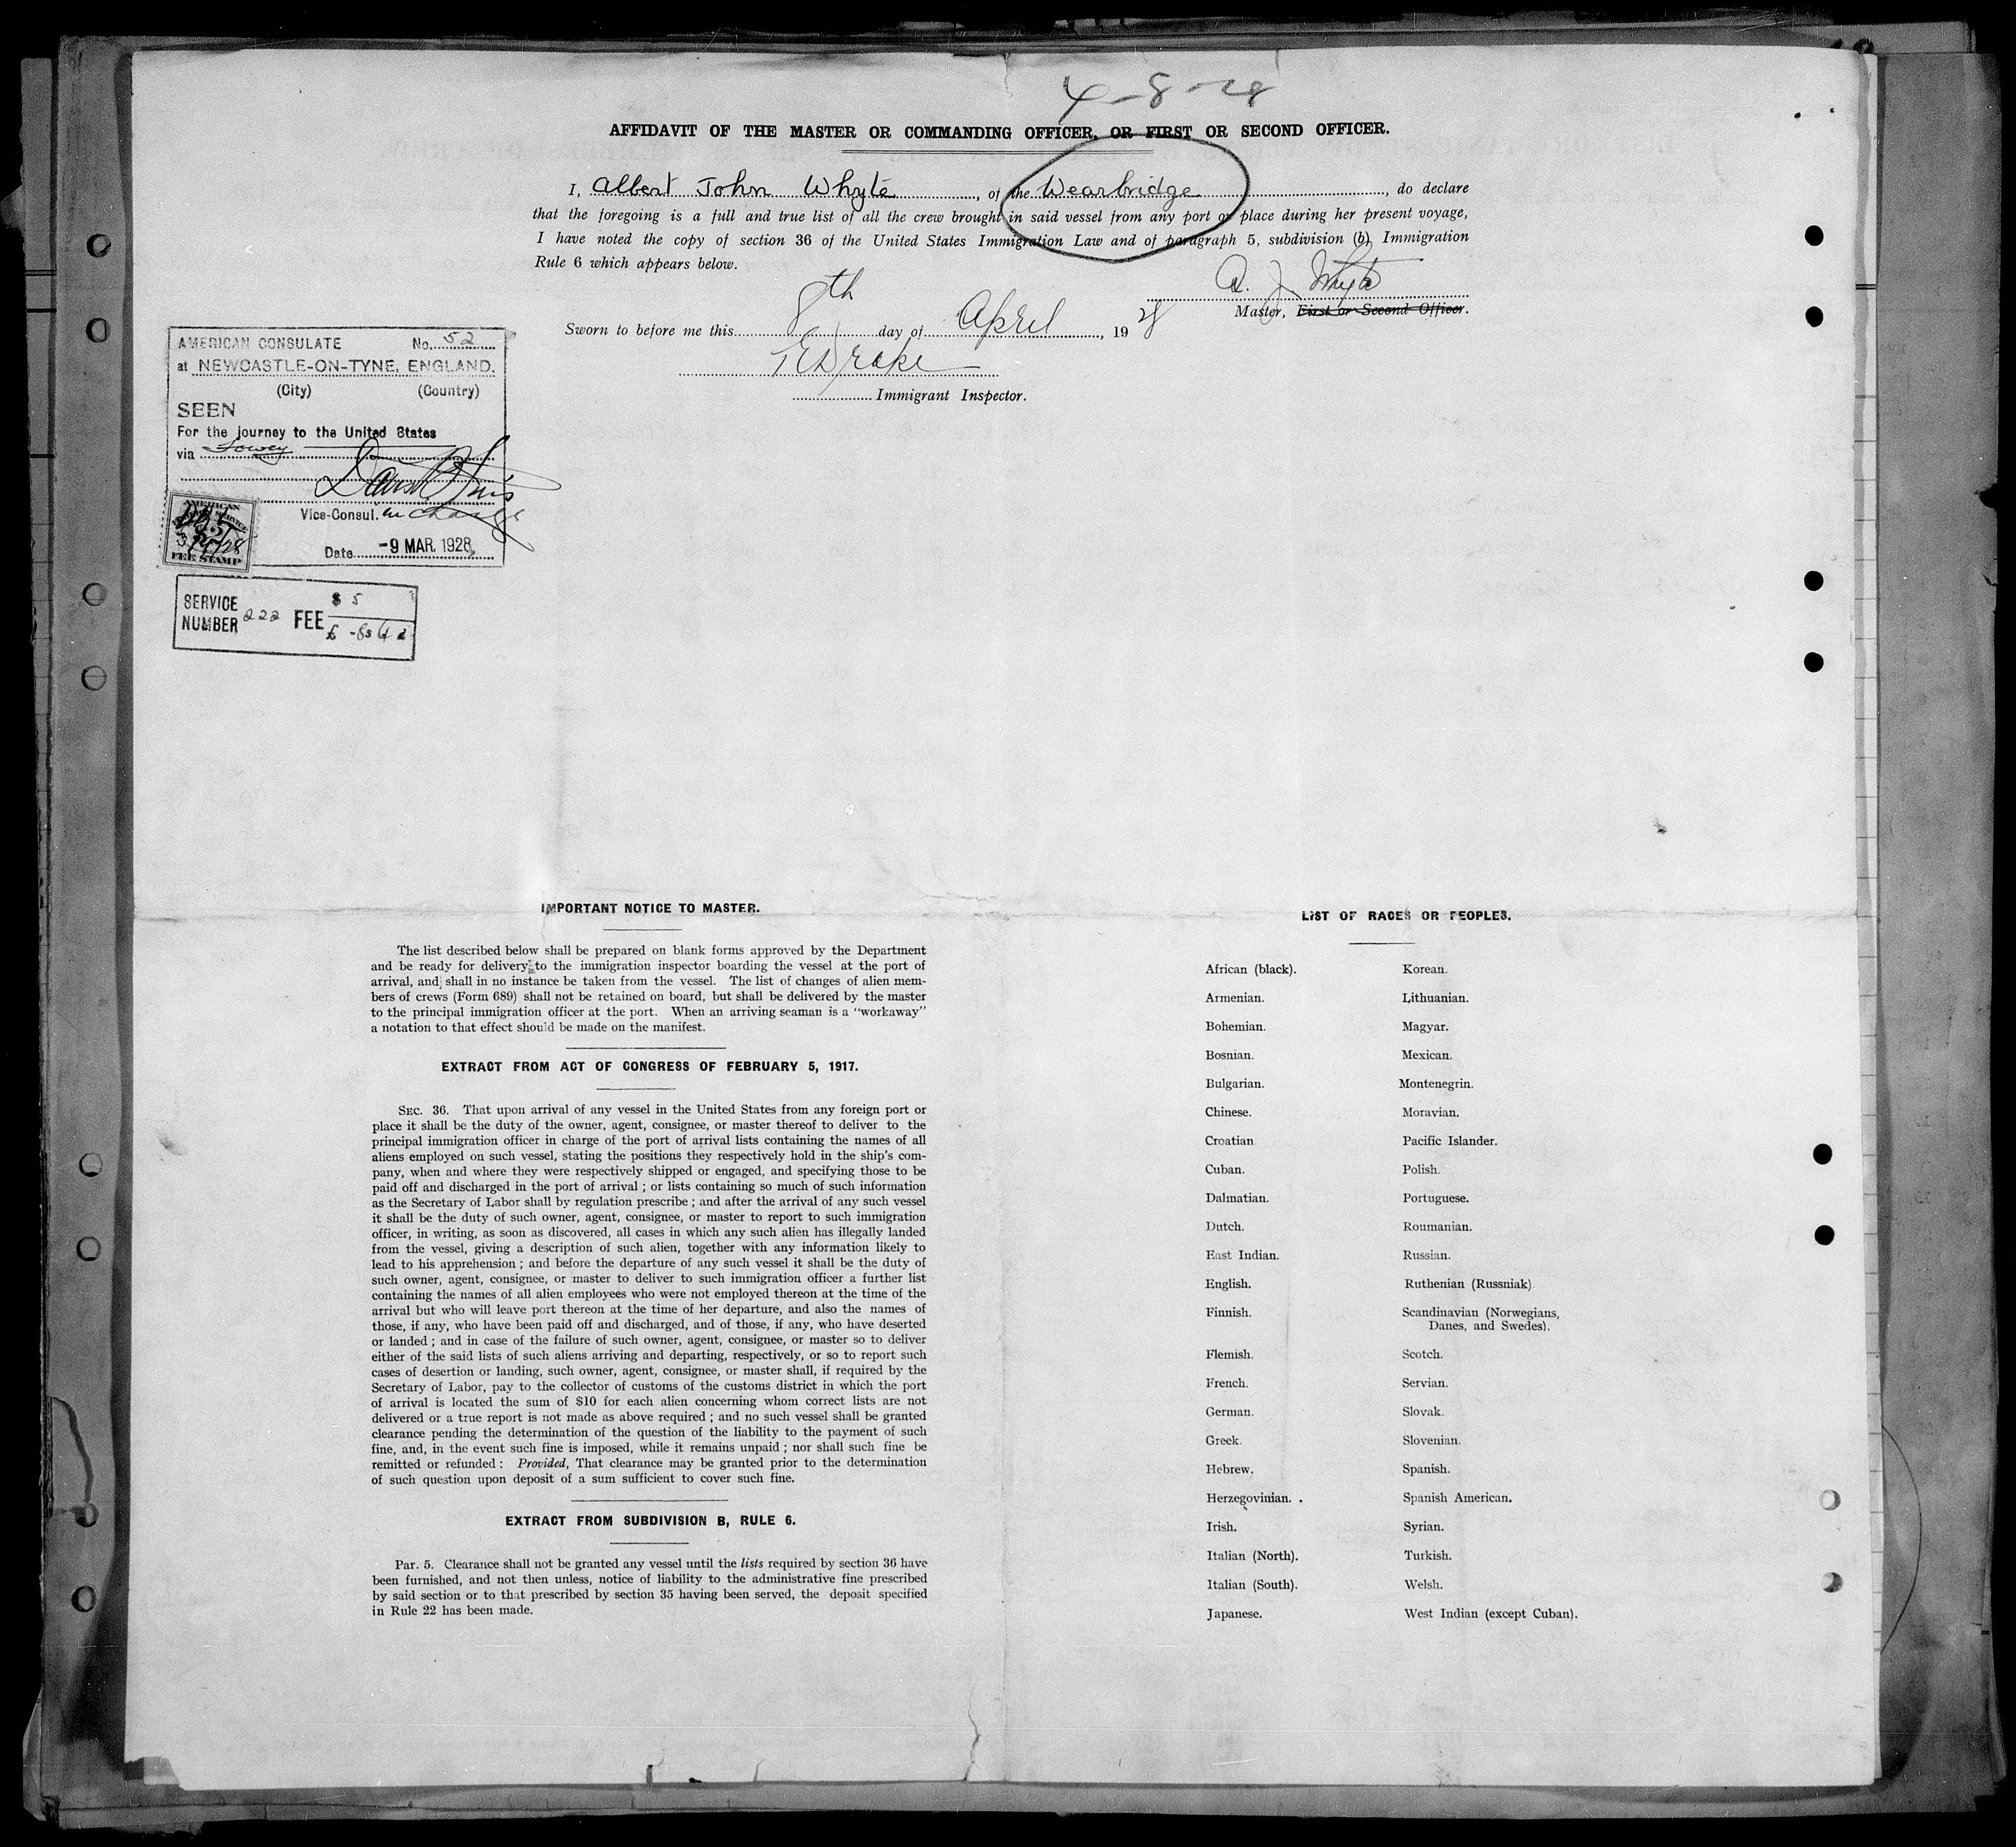 4-8-28
AFFIDAVIT OF THE MASTER OR COMMANDING OFFICER, OR FIRST OR SECOND OFFICER.
I, Albert John Whyte, of the Wearbridge, do declare
that the foregoing is a full and true list of all the crew brought in said vessel from any port or place during her present voyage,
I have noted the copy of section 36 of the United States Immigration Law and of paragraph 5, subdivision (b) Immigration
Rule 6 which appears below.
A. J. Whyte
Master, First or Second Officer.
Sworn to before me this 8th day of April, 1928
Drake
Immigrant Inspector.
AMERICAN CONSULATE No. 52
at NEWCASTLE-ON-TYNE, ENGLAND.
(City) (Country)
SEEN
For the journey to the United States
via Fowey
Vice-Consul. in charge
Date -9 MAR. 1928
AMERICAN
FEE STAMP
SERVICE NUMBER 222 FEE $ 5
IMPORTANT NOTICE TO MASTER.
The list described below shall be prepared on blank forms approved by the Department
and be ready for delivery to the immigration inspector boarding the vessel at the port of
arrival, and shall in no instance be taken from the vessel. The list of changes of alien mem-
bers of crews (Form 689) shall not be retained on board, but shall be delivered by the master
to the principal immigration officer at the port. When an arriving seaman is a "workaway"
a notation to that effect should be made on the manifest.
EXTRACT FROM ACT OF CONGRESS OF FEBRUARY 5, 1917.
SEC. 36. That upon arrival of any vessel in the United States from any foreign port or
place it shall be the duty of the owner, agent, consignee, or master thereof to deliver to the
principal immigration officer in charge of the port of arrival lists containing the names of all
aliens employed on such vessel, stating the positions they respectively hold in the ship's com-
pany, when and where they were respectively shipped or engaged, and specifying those to be
paid off and discharged in the port of arrival; or lists containing so much of such information
as the Secretary of Labor shall by regulation prescribe; and after the arrival of any such vessel
it shall be the duty of such owner, agent, consignee, or master to report to such immigration
officer, in writing, as soon as discovered, all cases in which any such alien has illegally landed
from the vessel, giving a description of such alien, together with any information likely to
lead to his apprehension; and before the departure of any such vessel it shall be the duty of
such owner, agent, consignee, or master to deliver to such immigration officer a further list
containing the names of all alien employees who were not employed thereon at the time of the
arrival but who will leave port thereon at the time of her departure, and also the names of
those, if any, who have been paid off and discharged, and of those, if any, who have deserted
or landed; and in case of the failure of such owner, agent, consignee, or master so to deliver
either of the said lists of such aliens arriving and departing, respectively, or so to report such
cases of desertion or landing, such owner, agent, consignee, or master shall, if required by the
Secretary of Labor, pay to the collector of customs of the customs district in which the port
of arrival is located the sum of $10 for each alien concerning whom correct lists are not
delivered or a true report is not made as above required; and no such vessel shall be granted
clearance pending the determination of the question of the liability to the payment of such
fine, and, in the event such fine is imposed, while it remains unpaid; nor shall such fine be
remitted or refunded: Provided, That clearance may be granted prior to the determination
of such question upon deposit of a sum sufficient to cover such fine.
EXTRACT FROM SUBDIVISION B, RULE 6.
Par. 5. Clearance shall not be granted any vessel until the lists required by section 36 have
been furnished, and not then unless, notice of liability to the administrative fine prescribed
by said section or to that prescribed by section 35 having been served, the deposit specified
in Rule 22 has been made.
LIST OF RACES OR PEOPLES.
African (black).
Armenian.
Bohemian.
Bosnian.
Bulgarian.
Chinese.
Croatian
Cuban.
Dalmatian.
Dutch.
East Indian.
English.
Finnish.
Flemish.
French.
German.
Greek.
Hebrew.
Herzegovinian.
Irish.
Italian (North).
Italian (South).
Japanese.
Korean.
Lithuanian.
Magyar.
Mexican.
Montenegrin.
Moravian.
Pacific Islander.
Polish.
Portuguese.
Roumanian.
Russian.
Ruthenian (Russniak)
Scandinavian (Norwegians,
Danes, and Swedes).
Scotch.
Servian.
Slovak.
Slovenian.
Spanish.
Spanish American.
Syrian.
Turkish.
Welsh.
West Indian (except Cuban).